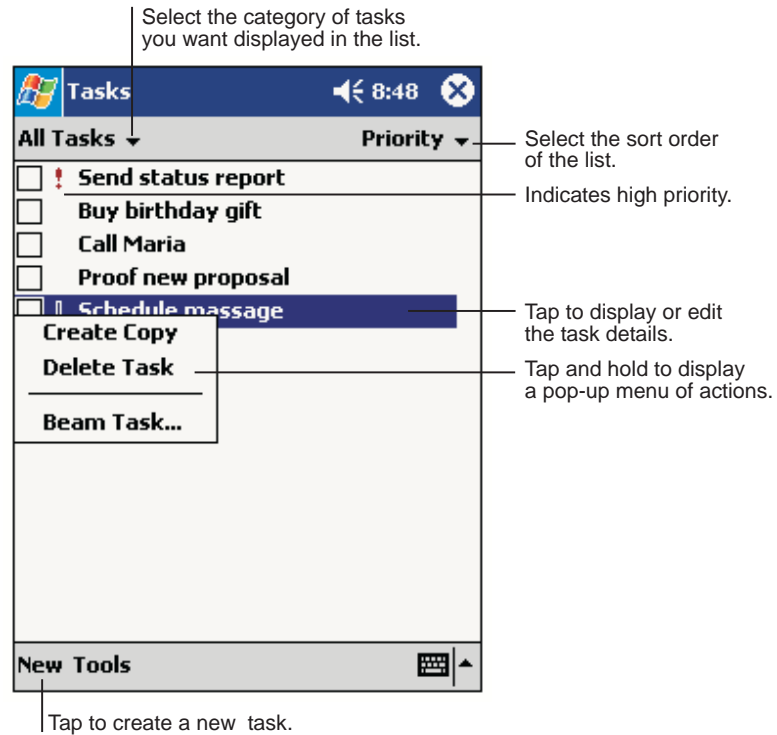 Select the category of tasks
you want displayed in the list.
Tasks 8:48
All Tasks Priority
Select the sort order
of the list.
Send status report
Indicates high priority.
Buy birthday gift
Call Maria
Proof new proposal
Schedule massage
Tap to display or edit
the task details.
Create Copy
Delete Task
Tap and hold to display
a pop-up menu of actions.
Beam Task...
New Tools
Tap to create a new task.